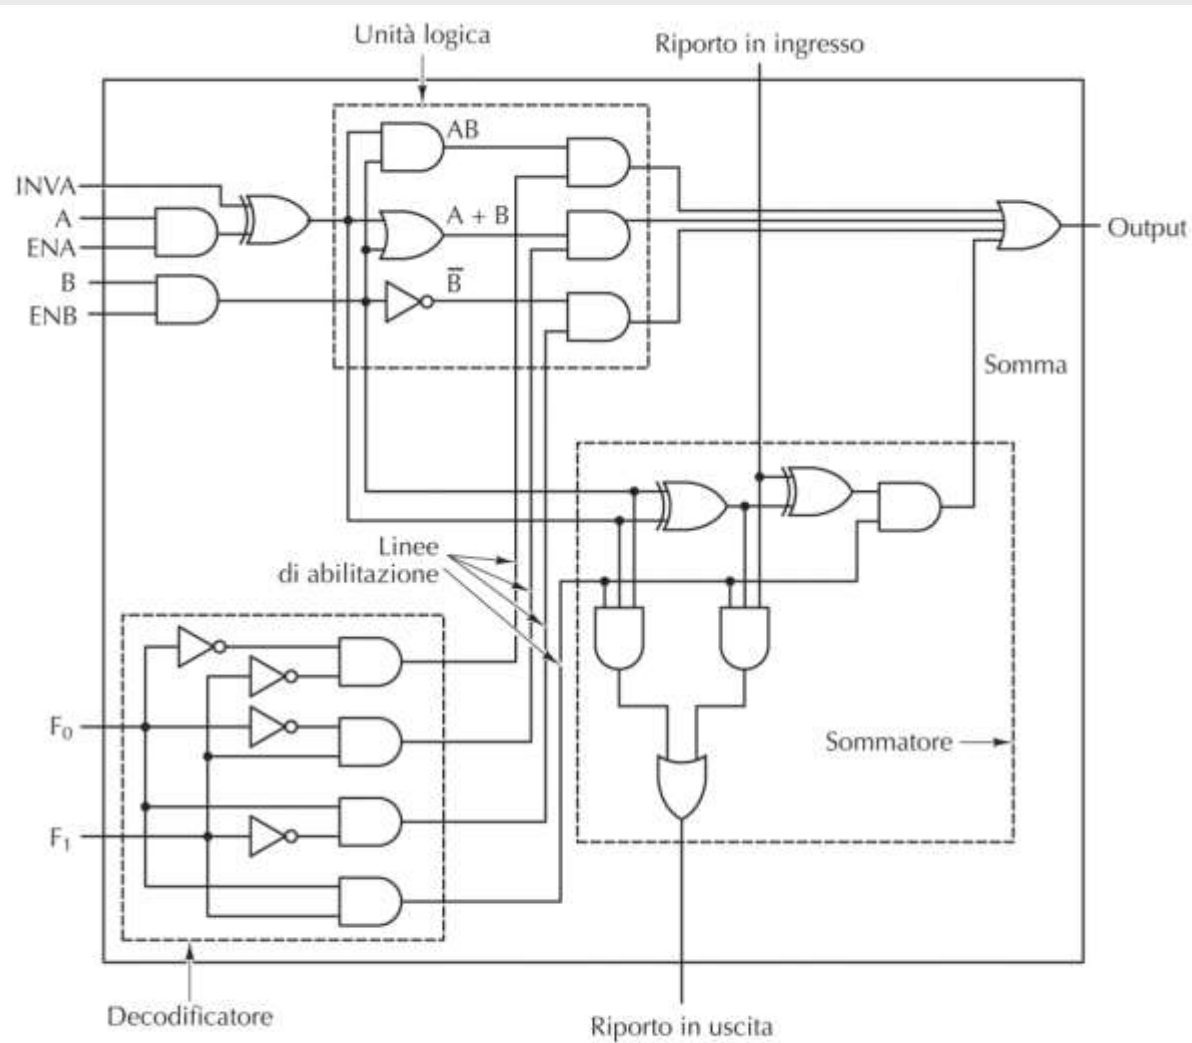 Unità logica
Riporto in ingresso
AB
INVA
A
ENA
A + B
Output
B
B̅
ENB
Somma
Linee
di abilitazione
F₀
Sommatore
F₁
Decodificatore
Riporto in uscita